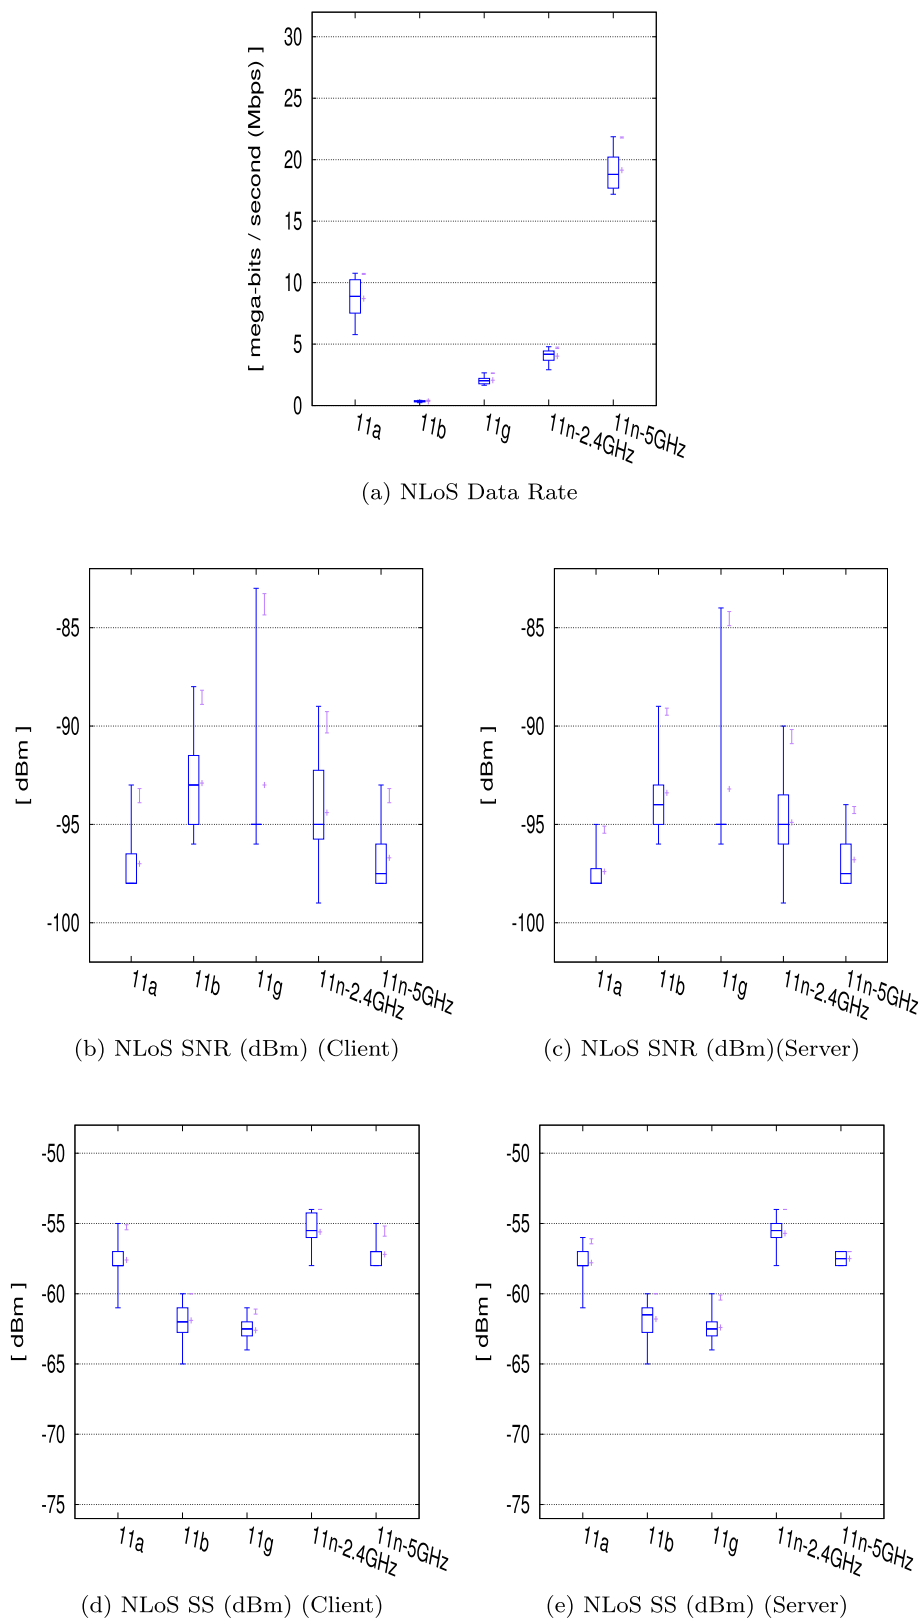 [ mega-bits / second (Mbps) ]
30
25
20
15
10
5
0
11a
11b
11g
11n-2.4GHz
11n-5GHz
(a) NLoS Data Rate
[ dBm ]
-85
-90
-95
-100
11a
11b
11g
11n-2.4GHz
11n-5GHz
(b) NLoS SNR (dBm) (Client)
[ dBm ]
-85
-90
-95
-100
11a
11b
11g
11n-2.4GHz
11n-5GHz
(c) NLoS SNR (dBm)(Server)
[ dBm ]
-50
-55
-60
-65
-70
-75
11a
11b
11g
11n-2.4GHz
11n-5GHz
(d) NLoS SS (dBm) (Client)
[ dBm ]
-50
-55
-60
-65
-70
-75
11a
11b
11g
11n-2.4GHz
11n-5GHz
(e) NLoS SS (dBm) (Server)